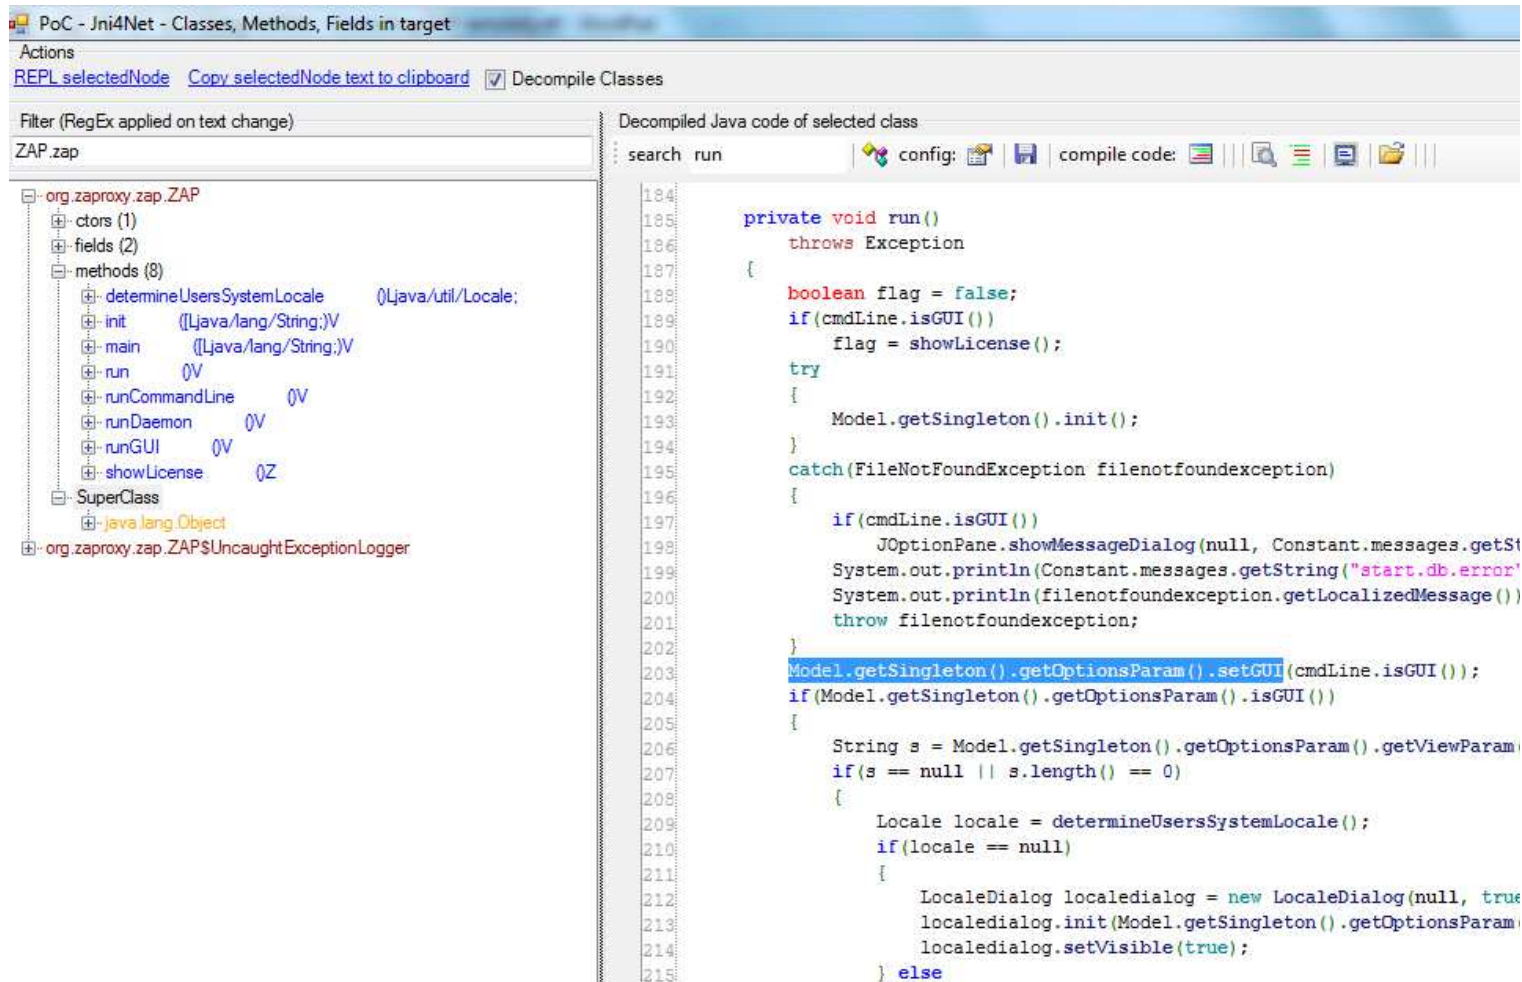 PoC - Jni4Net - Classes, Methods, Fields in target
Actions
REPL selectedNode Copy selectedNode text to clipboard Decompile Classes
Filter (RegEx applied on text change)
ZAP.zap
org.zaproxy.zap.ZAP
ctors (1)
fields (2)
methods (8)
determineUsersSystemLocale ()Ljava/util/Locale;
init ([Ljava/lang/String;)V
main ([Ljava/lang/String;)V
run ()V
runCommandLine ()V
runDaemon ()V
runGUI ()V
showLicense ()Z
SuperClass
java.lang.Object
org.zaproxy.zap.ZAP$UncaughtExceptionLogger
Decompiled Java code of selected class
search run config: compile code:
184
185 private void run()
186 throws Exception
187 {
188 boolean flag = false;
189 if(cmdLine.isGUI())
190 flag = showLicense();
191 try
192 {
193 Model.getSingleton().init();
194 }
195 catch(FileNotFoundException filenotfoundexception)
196 {
197 if(cmdLine.isGUI())
198 JOptionPane.showMessageDialog(null, Constant.messages.getSt
199 System.out.println(Constant.messages.getString("start.db.error"
200 System.out.println(filenotfoundexception.getLocalizedMessage())
201 throw filenotfoundexception;
202 }
203 Model.getSingleton().getOptionsParam().setGUI(cmdLine.isGUI());
204 if(Model.getSingleton().getOptionsParam().isGUI())
205 {
206 String s = Model.getSingleton().getOptionsParam().getViewParam(
207 if(s == null || s.length() == 0)
208 {
209 Locale locale = determineUsersSystemLocale();
210 if(locale == null)
211 {
212 LocaleDialog localedialog = new LocaleDialog(null, true
213 localedialog.init(Model.getSingleton().getOptionsParam(
214 localedialog.setVisible(true);
215 } else